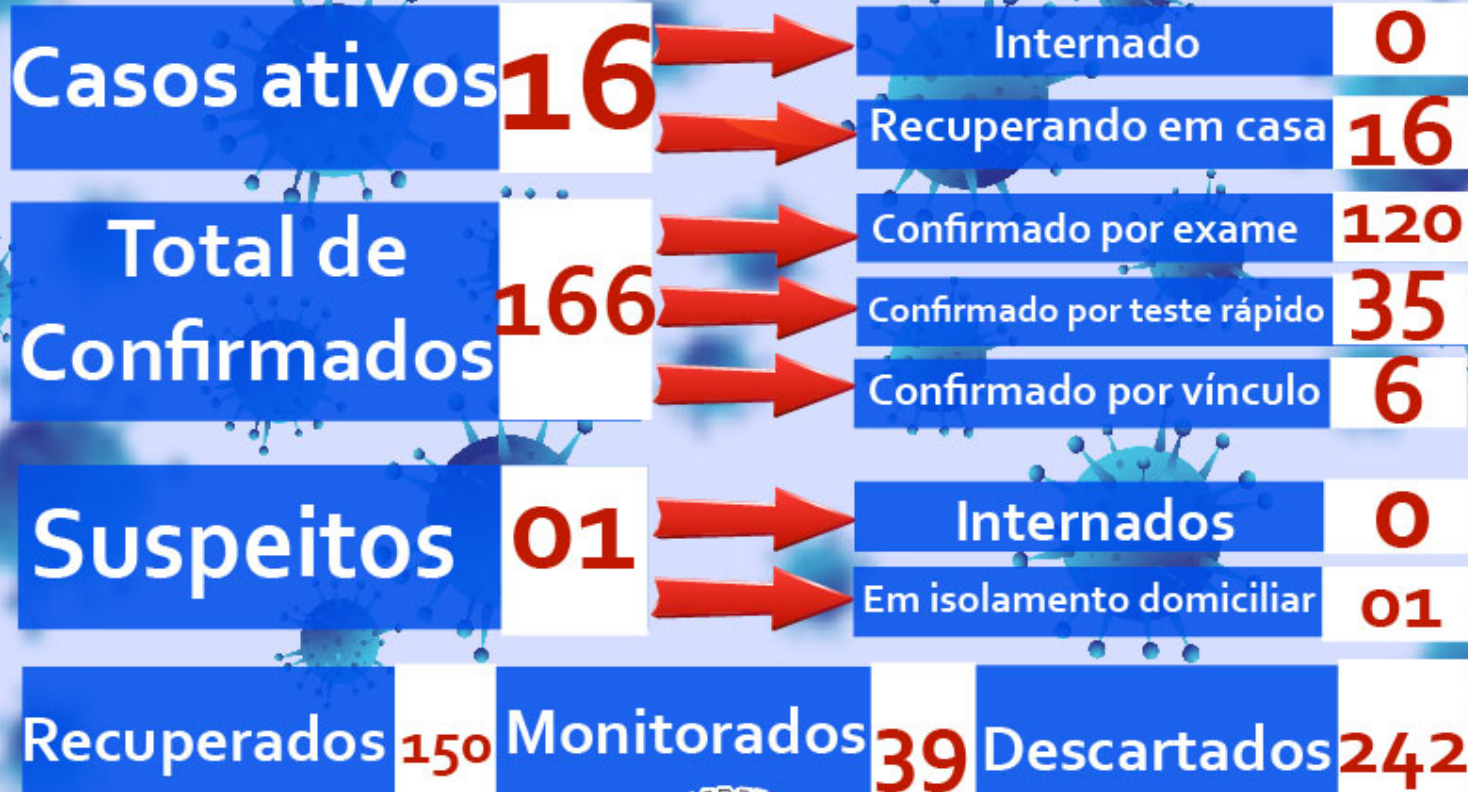 Casos ativos 16
Internado 0
Recuperando em casa 16
Total de
Confirmados 166
Confirmado por exame 120
Confirmado por teste rápido 35
Confirmado por vínculo 6
Suspeitos 01
Internados 0
Em isolamento domiciliar 01
Recuperados 150 Monitorados 39 Descartados 242